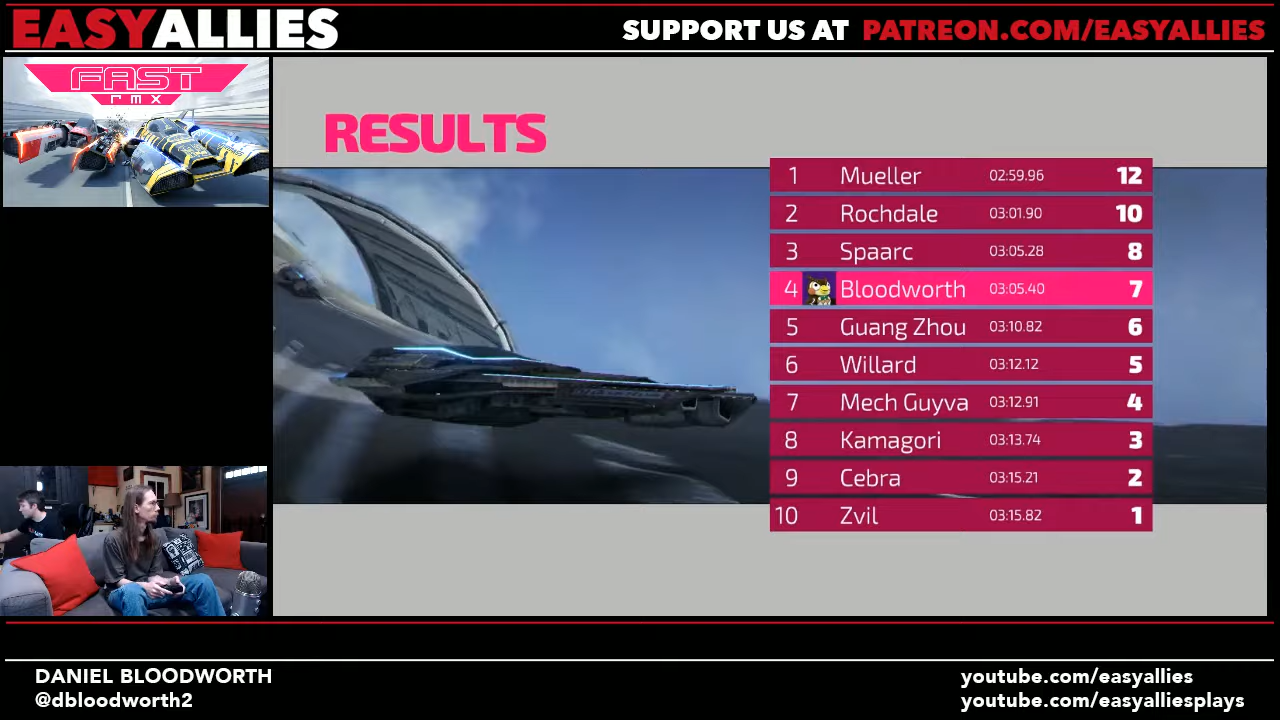 EASYALLIES
SUPPORT US AT PATREON.COM/EASYALLIES
FAST
rmx
RESULTS
1 Mueller 02:59.96 12
2 Rochdale 03:01.90 10
3 Spaarc 03:05.28 8
4 Bloodworth 03:05.40 7
5 Guang Zhou 03:10.82 6
6 Willard 03:12.12 5
7 Mech Guyva 03:12.91 4
8 Kamagori 03:13.74 3
9 Cebra 03:15.21 2
10 Zvil 03:15.82 1
DANIEL BLOODWORTH
@dbloodworth2
youtube.com/easyallies
youtube.com/easyalliesplays